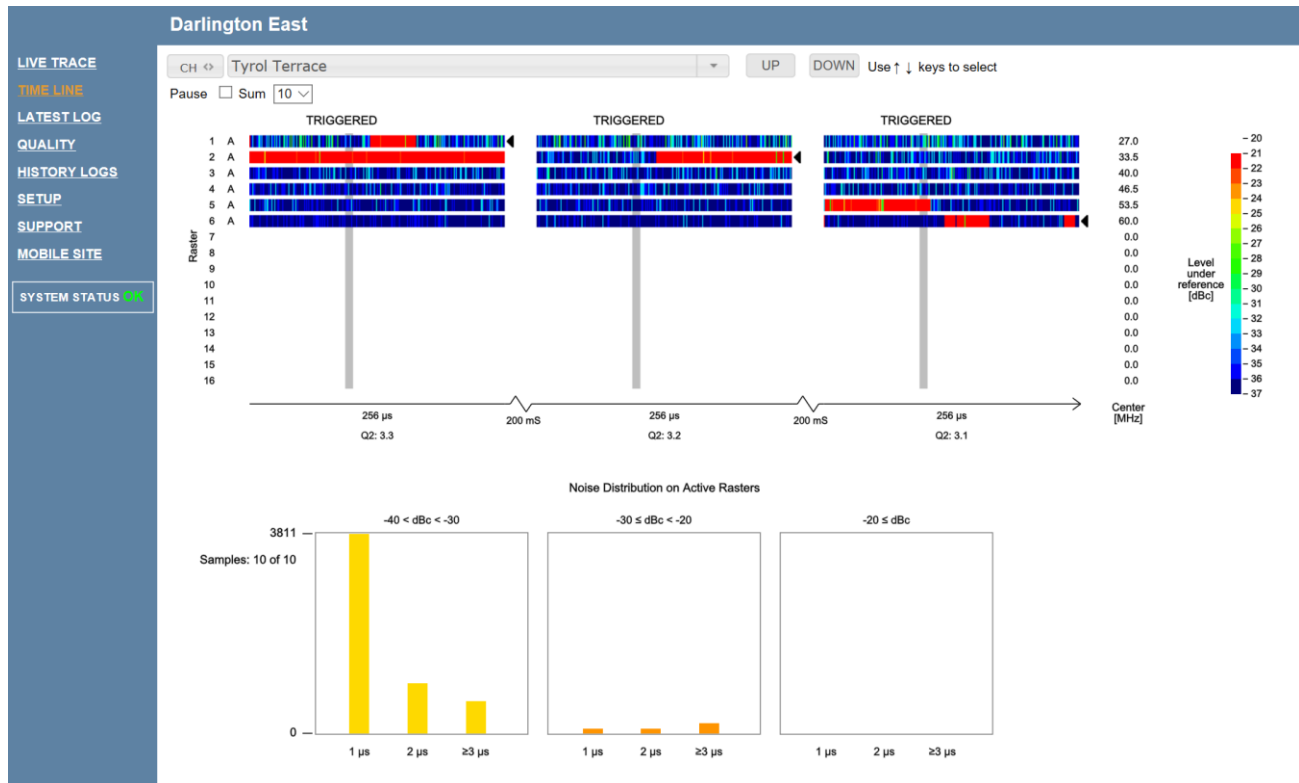 Darlington East
LIVE TRACE
TIME LINE
LATEST LOG
QUALITY
HISTORY LOGS
SETUP
SUPPORT
MOBILE SITE
SYSTEM STATUS OK
CH <> Tyrol Terrace UP DOWN Use ↑ ↓ keys to select
Pause Sum 10
TRIGGERED TRIGGERED TRIGGERED
Raster
1 A 27.0
2 A 33.5
3 A 40.0
4 A 46.5
5 A 53.5
6 A 60.0
7 0.0
8 0.0
9 0.0
10 0.0
11 0.0
12 0.0
13 0.0
14 0.0
15 0.0
16 0.0
Center
[MHz]
256 µs 200 mS 256 µs 200 mS 256 µs
Q2: 3.3 Q2: 3.2 Q2: 3.1
Level
under
reference
[dBc]
– 20
– 21
– 22
– 23
– 24
– 25
– 26
– 27
– 28
– 29
– 30
– 31
– 32
– 33
– 34
– 35
– 36
– 37
Noise Distribution on Active Rasters
-40 < dBc < -30 -30 ≤ dBc < -20 -20 ≤ dBc
3811
Samples: 10 of 10
0
1 µs 2 µs ≥3 µs 1 µs 2 µs ≥3 µs 1 µs 2 µs ≥3 µs